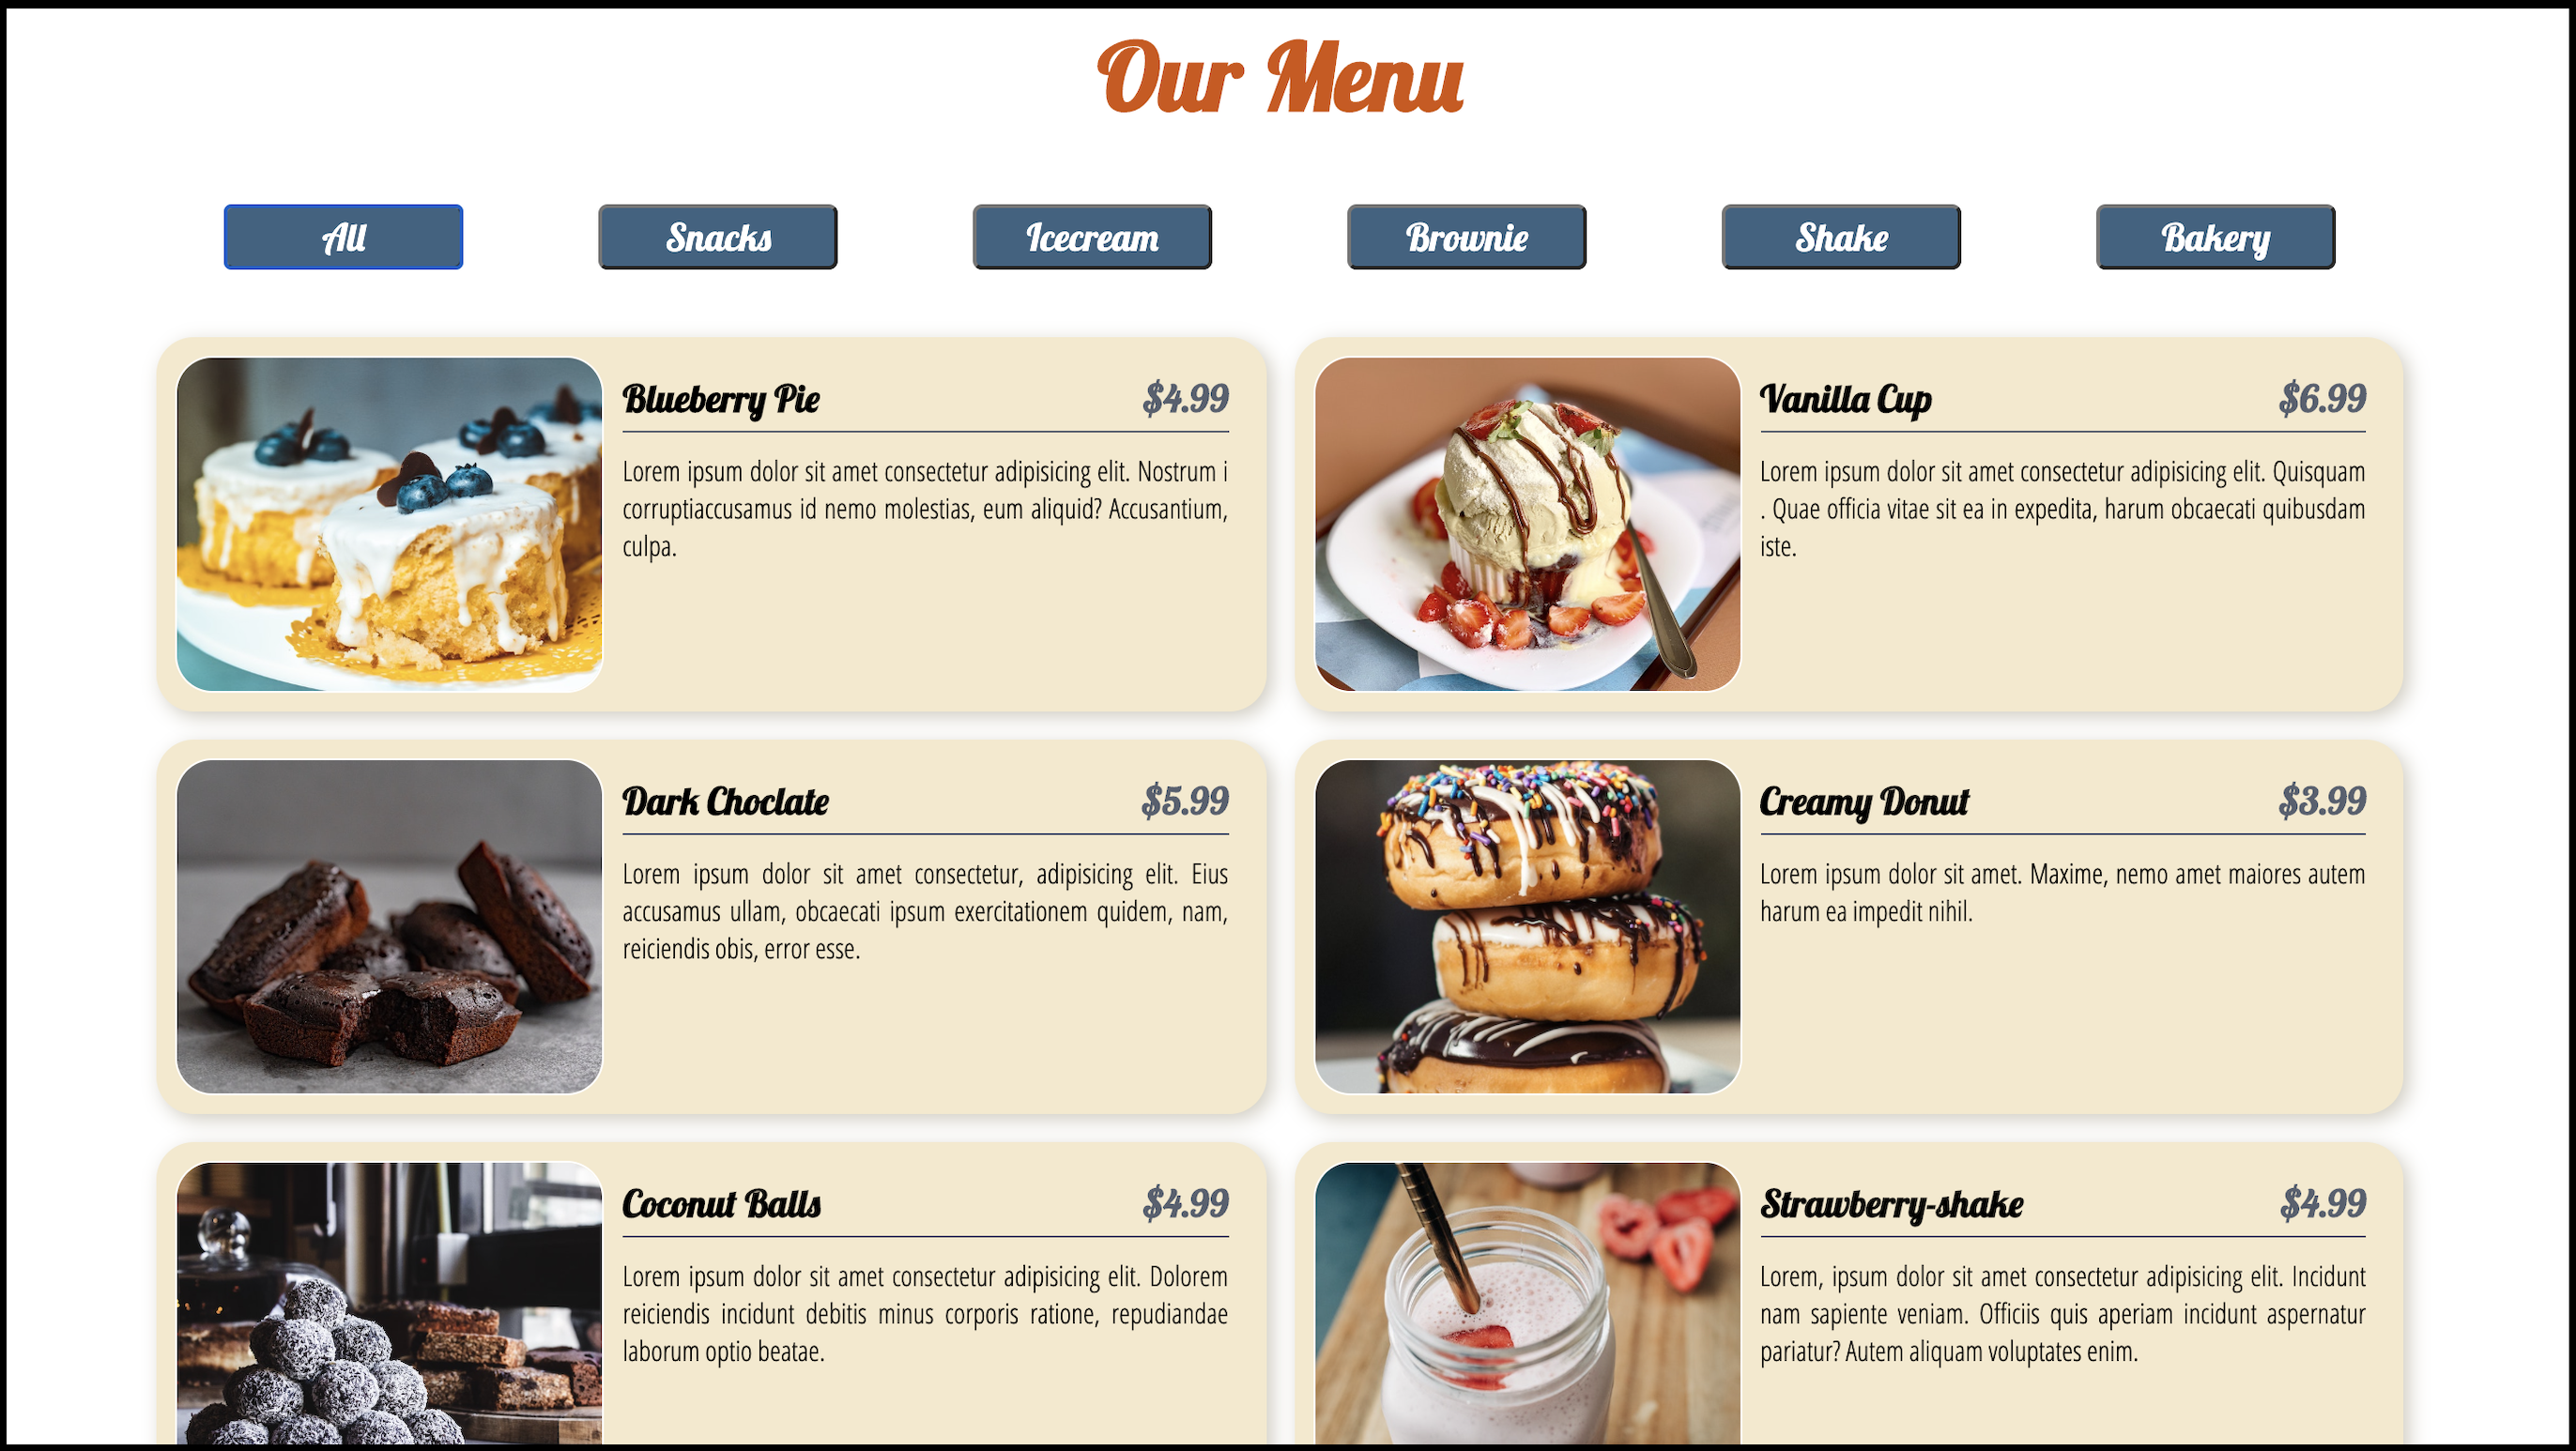 Our Menu
All Snacks Icecream Brownie Shake Bakery
Blueberry Pie $4.99
Lorem ipsum dolor sit amet consectetur adipisicing elit. Nostrum i
corruptiaccusamus id nemo molestias, eum aliquid? Accusantium,
culpa.
Vanilla Cup $6.99
Lorem ipsum dolor sit amet consectetur adipisicing elit. Quisquam
. Quae officia vitae sit ea in expedita, harum obcaecati quibusdam
iste.
Dark Choclate $5.99
Lorem ipsum dolor sit amet consectetur, adipisicing elit. Eius
accusamus ullam, obcaecati ipsum exercitationem quidem, nam,
reiciendis obis, error esse.
Creamy Donut $3.99
Lorem ipsum dolor sit amet. Maxime, nemo amet maiores autem
harum ea impedit nihil.
Coconut Balls $4.99
Lorem ipsum dolor sit amet consectetur adipisicing elit. Dolorem
reiciendis incidunt debitis minus corporis ratione, repudiandae
laborum optio beatae.
Strawberry-shake $4.99
Lorem, ipsum dolor sit amet consectetur adipisicing elit. Incidunt
nam sapiente veniam. Officiis quis aperiam incidunt aspernatur
pariatur? Autem aliquam voluptates enim.